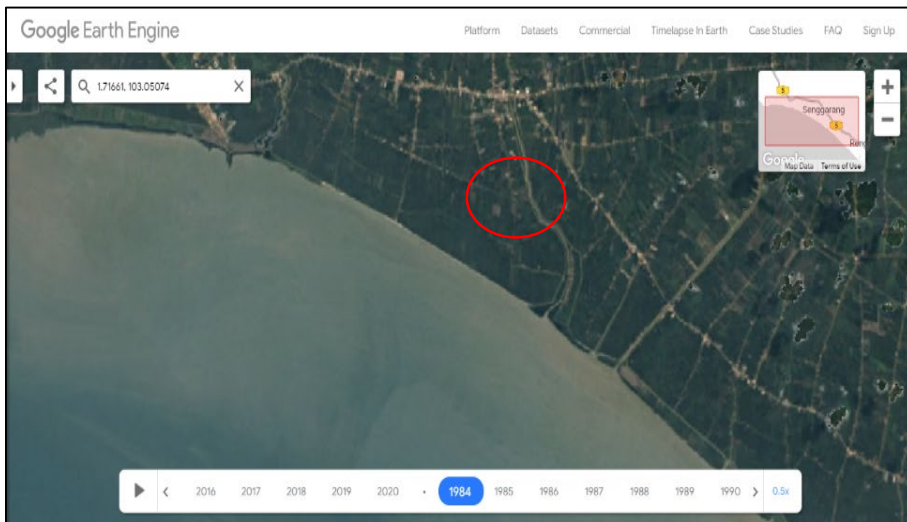 Google Earth Engine
Platform Datasets Commercial Timelapse In Earth Case Studies FAQ Sign Up
1.71661, 103.05074
5
Senggarang
5
Google
Map Data Terms of Use
2016 2017 2018 2019 2020 1984 1985 1986 1987 1988 1989 1990 0.5x